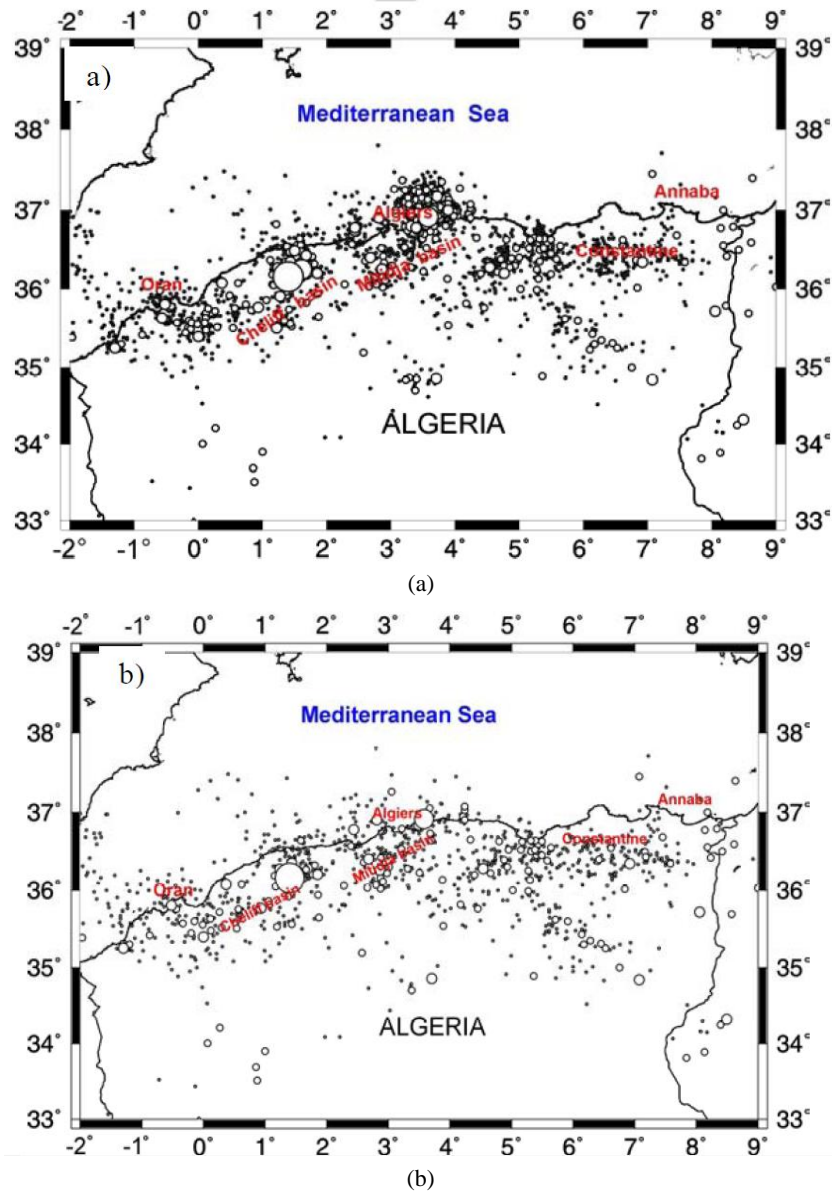 -2° -1° 0° 1° 2° 3° 4° 5° 6° 7° 8° 9°
39° 39°
a)
38° Mediterranean Sea 38°
Annaba
37° Algiers 37°
Constantine
Mitidja basin
36° Oran 36°
Cheliff basin
35° 35°
ALGERIA
34° 34°
33° 33°
-2° -1° 0° 1° 2° 3° 4° 5° 6° 7° 8° 9°
(a)
-2° -1° 0° 1° 2° 3° 4° 5° 6° 7° 8° 9°
39° 39°
b)
38° Mediterranean Sea 38°
Annaba
37° Algiers 37°
Constantine
Mitidja basin
36° Oran 36°
Cheliff basin
35° 35°
ALGERIA
34° 34°
33° 33°
-2° -1° 0° 1° 2° 3° 4° 5° 6° 7° 8° 9°
(b)